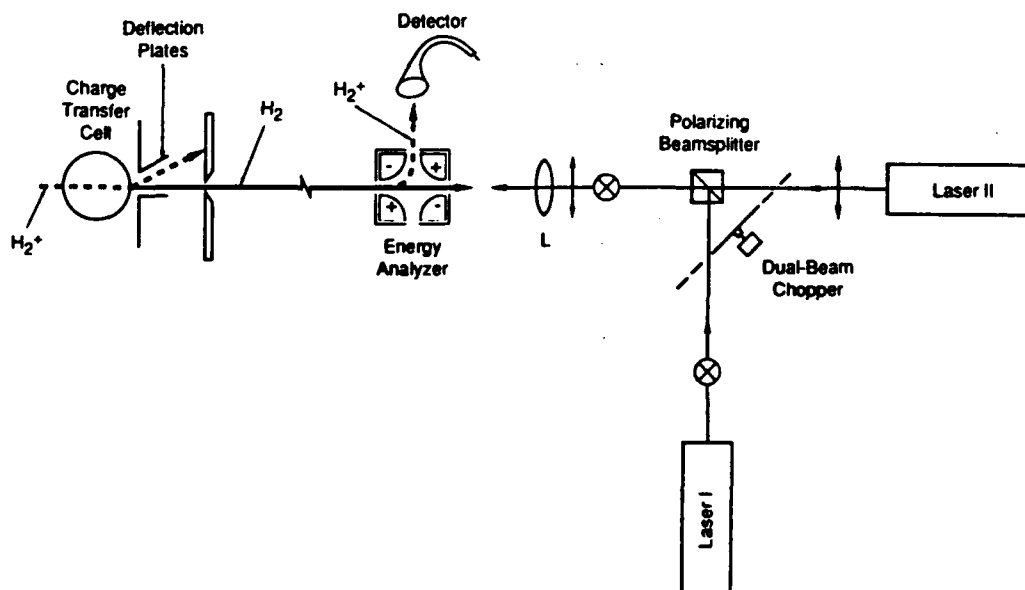 Deflection
Plates
Charge
Transfer
Cell
H₂⁺
H₂
Detector
H₂⁺
- +
+ -
Energy
Analyzer
L
Polarizing
Beamsplitter
Laser II
Dual-Beam
Chopper
Laser I